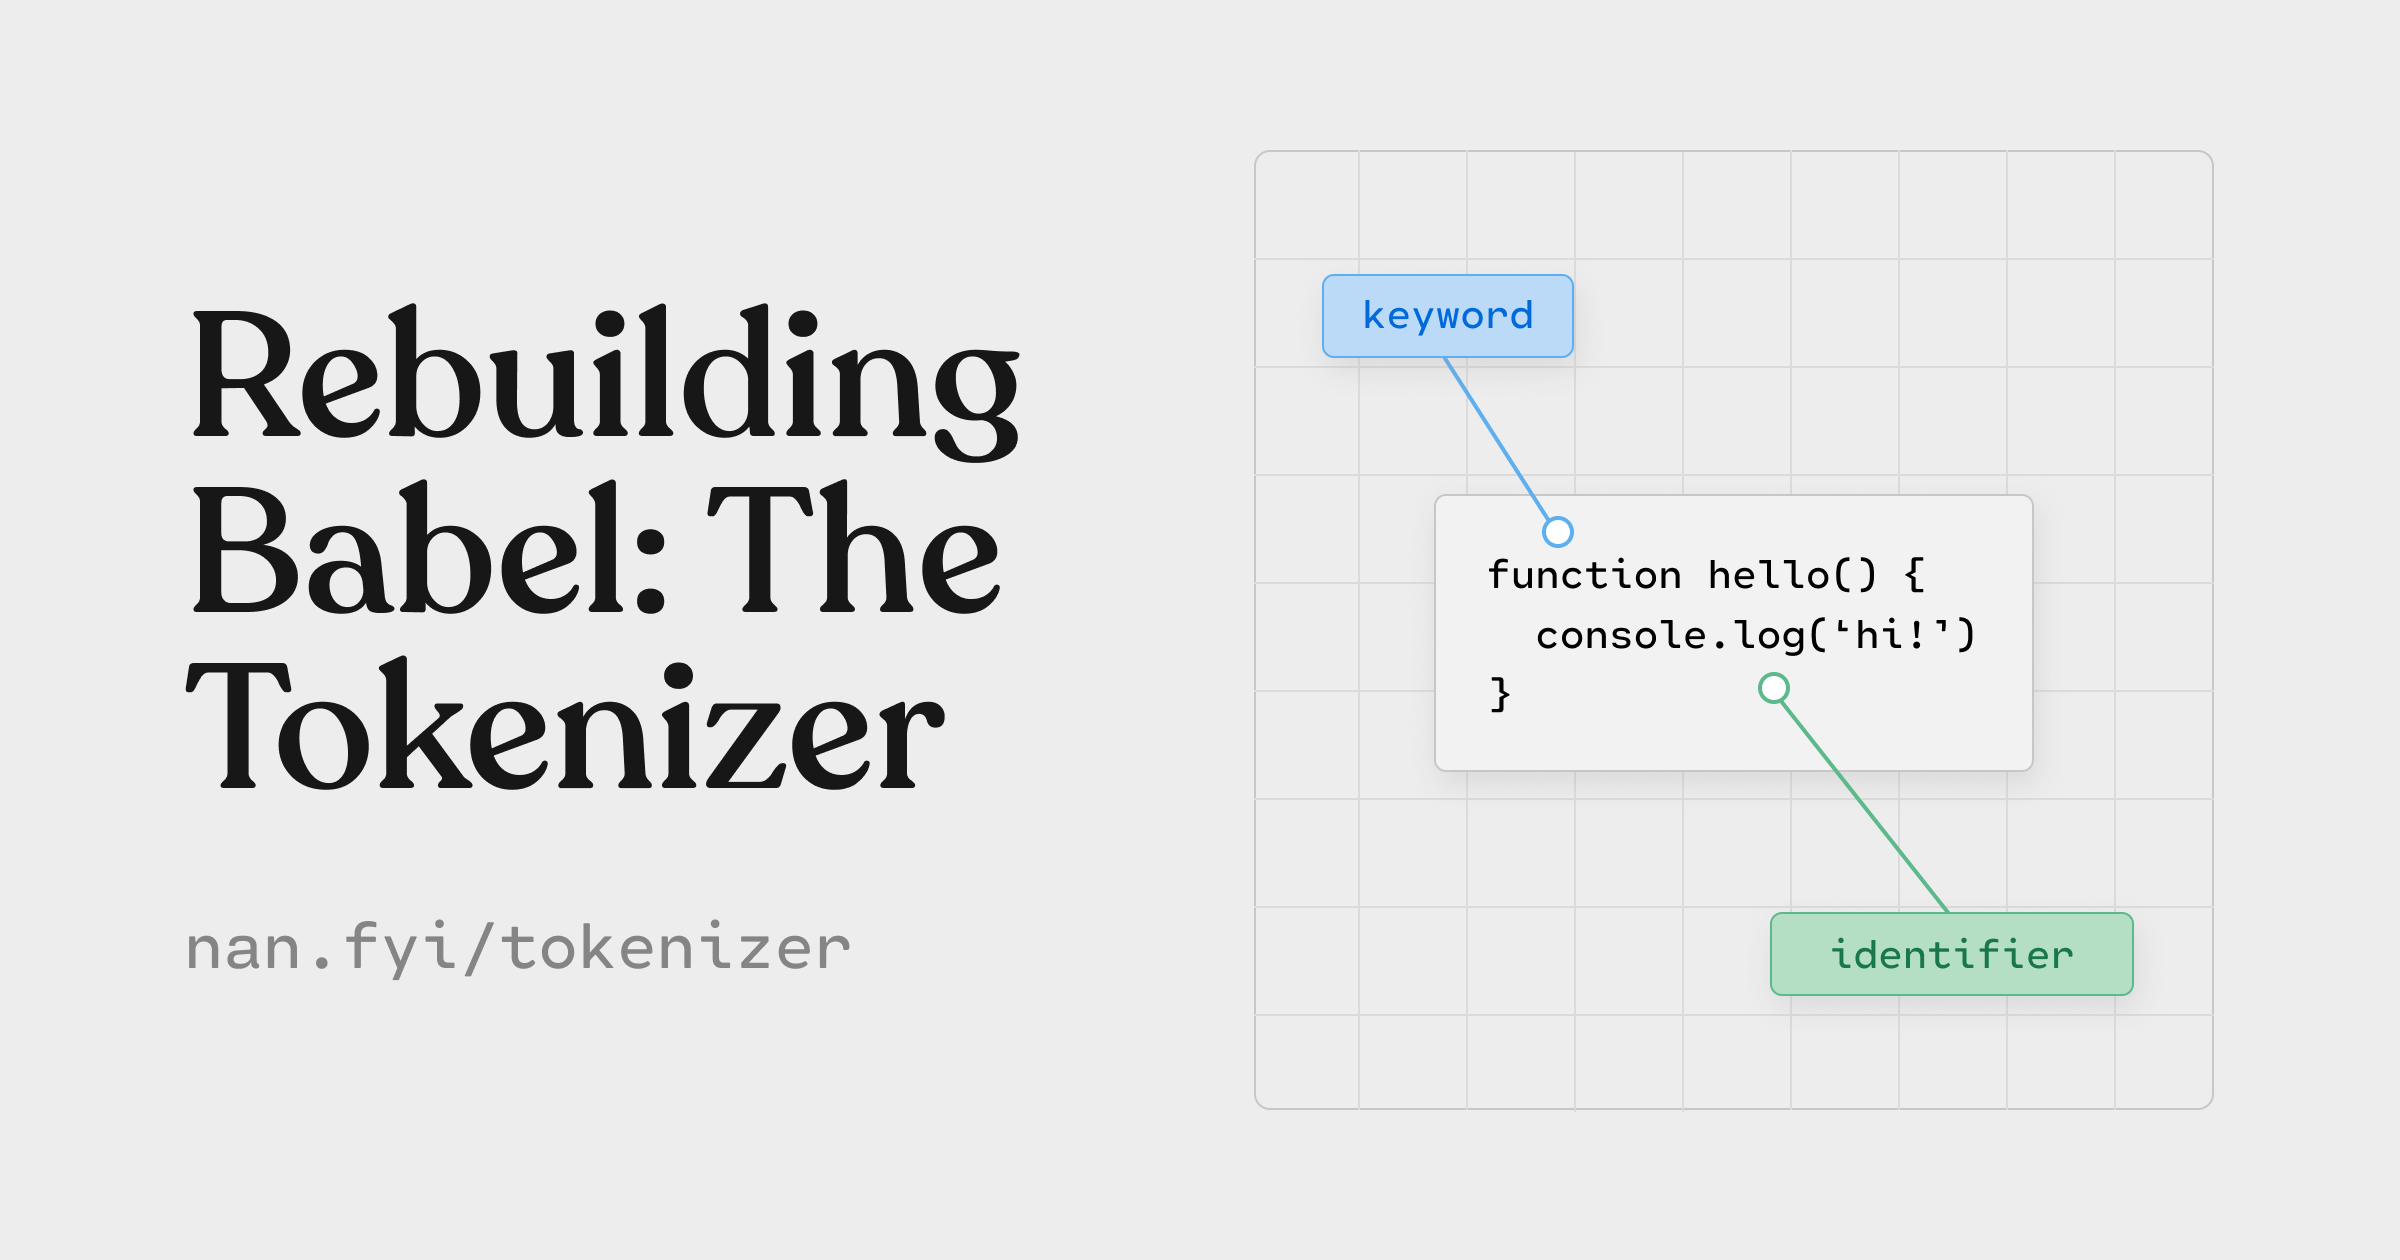 Rebuilding
Babel: The
Tokenizer
nan.fyi/tokenizer
keyword
function hello() {
  console.log(‘hi!’)
}
identifier